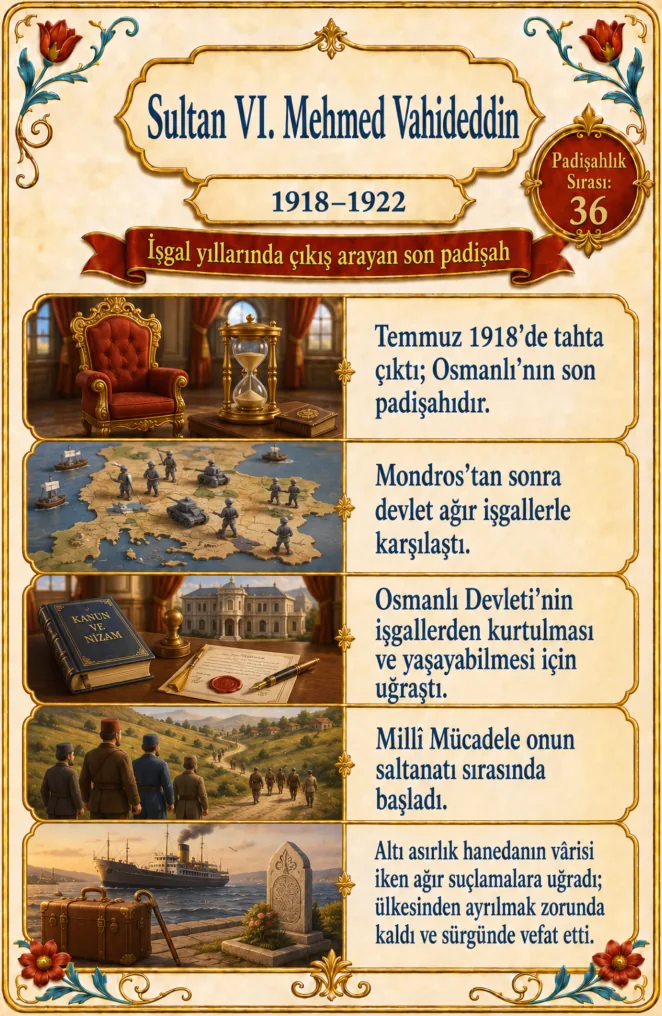 Sultan VI. Mehmed Vahideddin
1918–1922
Padişahlık
Sırası:
36
İşgal yıllarında çıkış arayan son padişah
Temmuz 1918’de tahta
çıktı; Osmanlı’nın son
padişahıdır.
Mondros’tan sonra
devlet ağır işgallerle
karşılaştı.
KANUN
VE
NİZAM
Osmanlı Devleti’nin
işgallerden kurtulması
ve yaşayabilmesi için
uğraştı.
Millî Mücadele onun
saltanatı sırasında
başladı.
Altı asırlık hanedanın vârisi
iken ağır suçlamalara uğradı;
ülkesinden ayrılmak zorunda
kaldı ve sürgünde vefat etti.